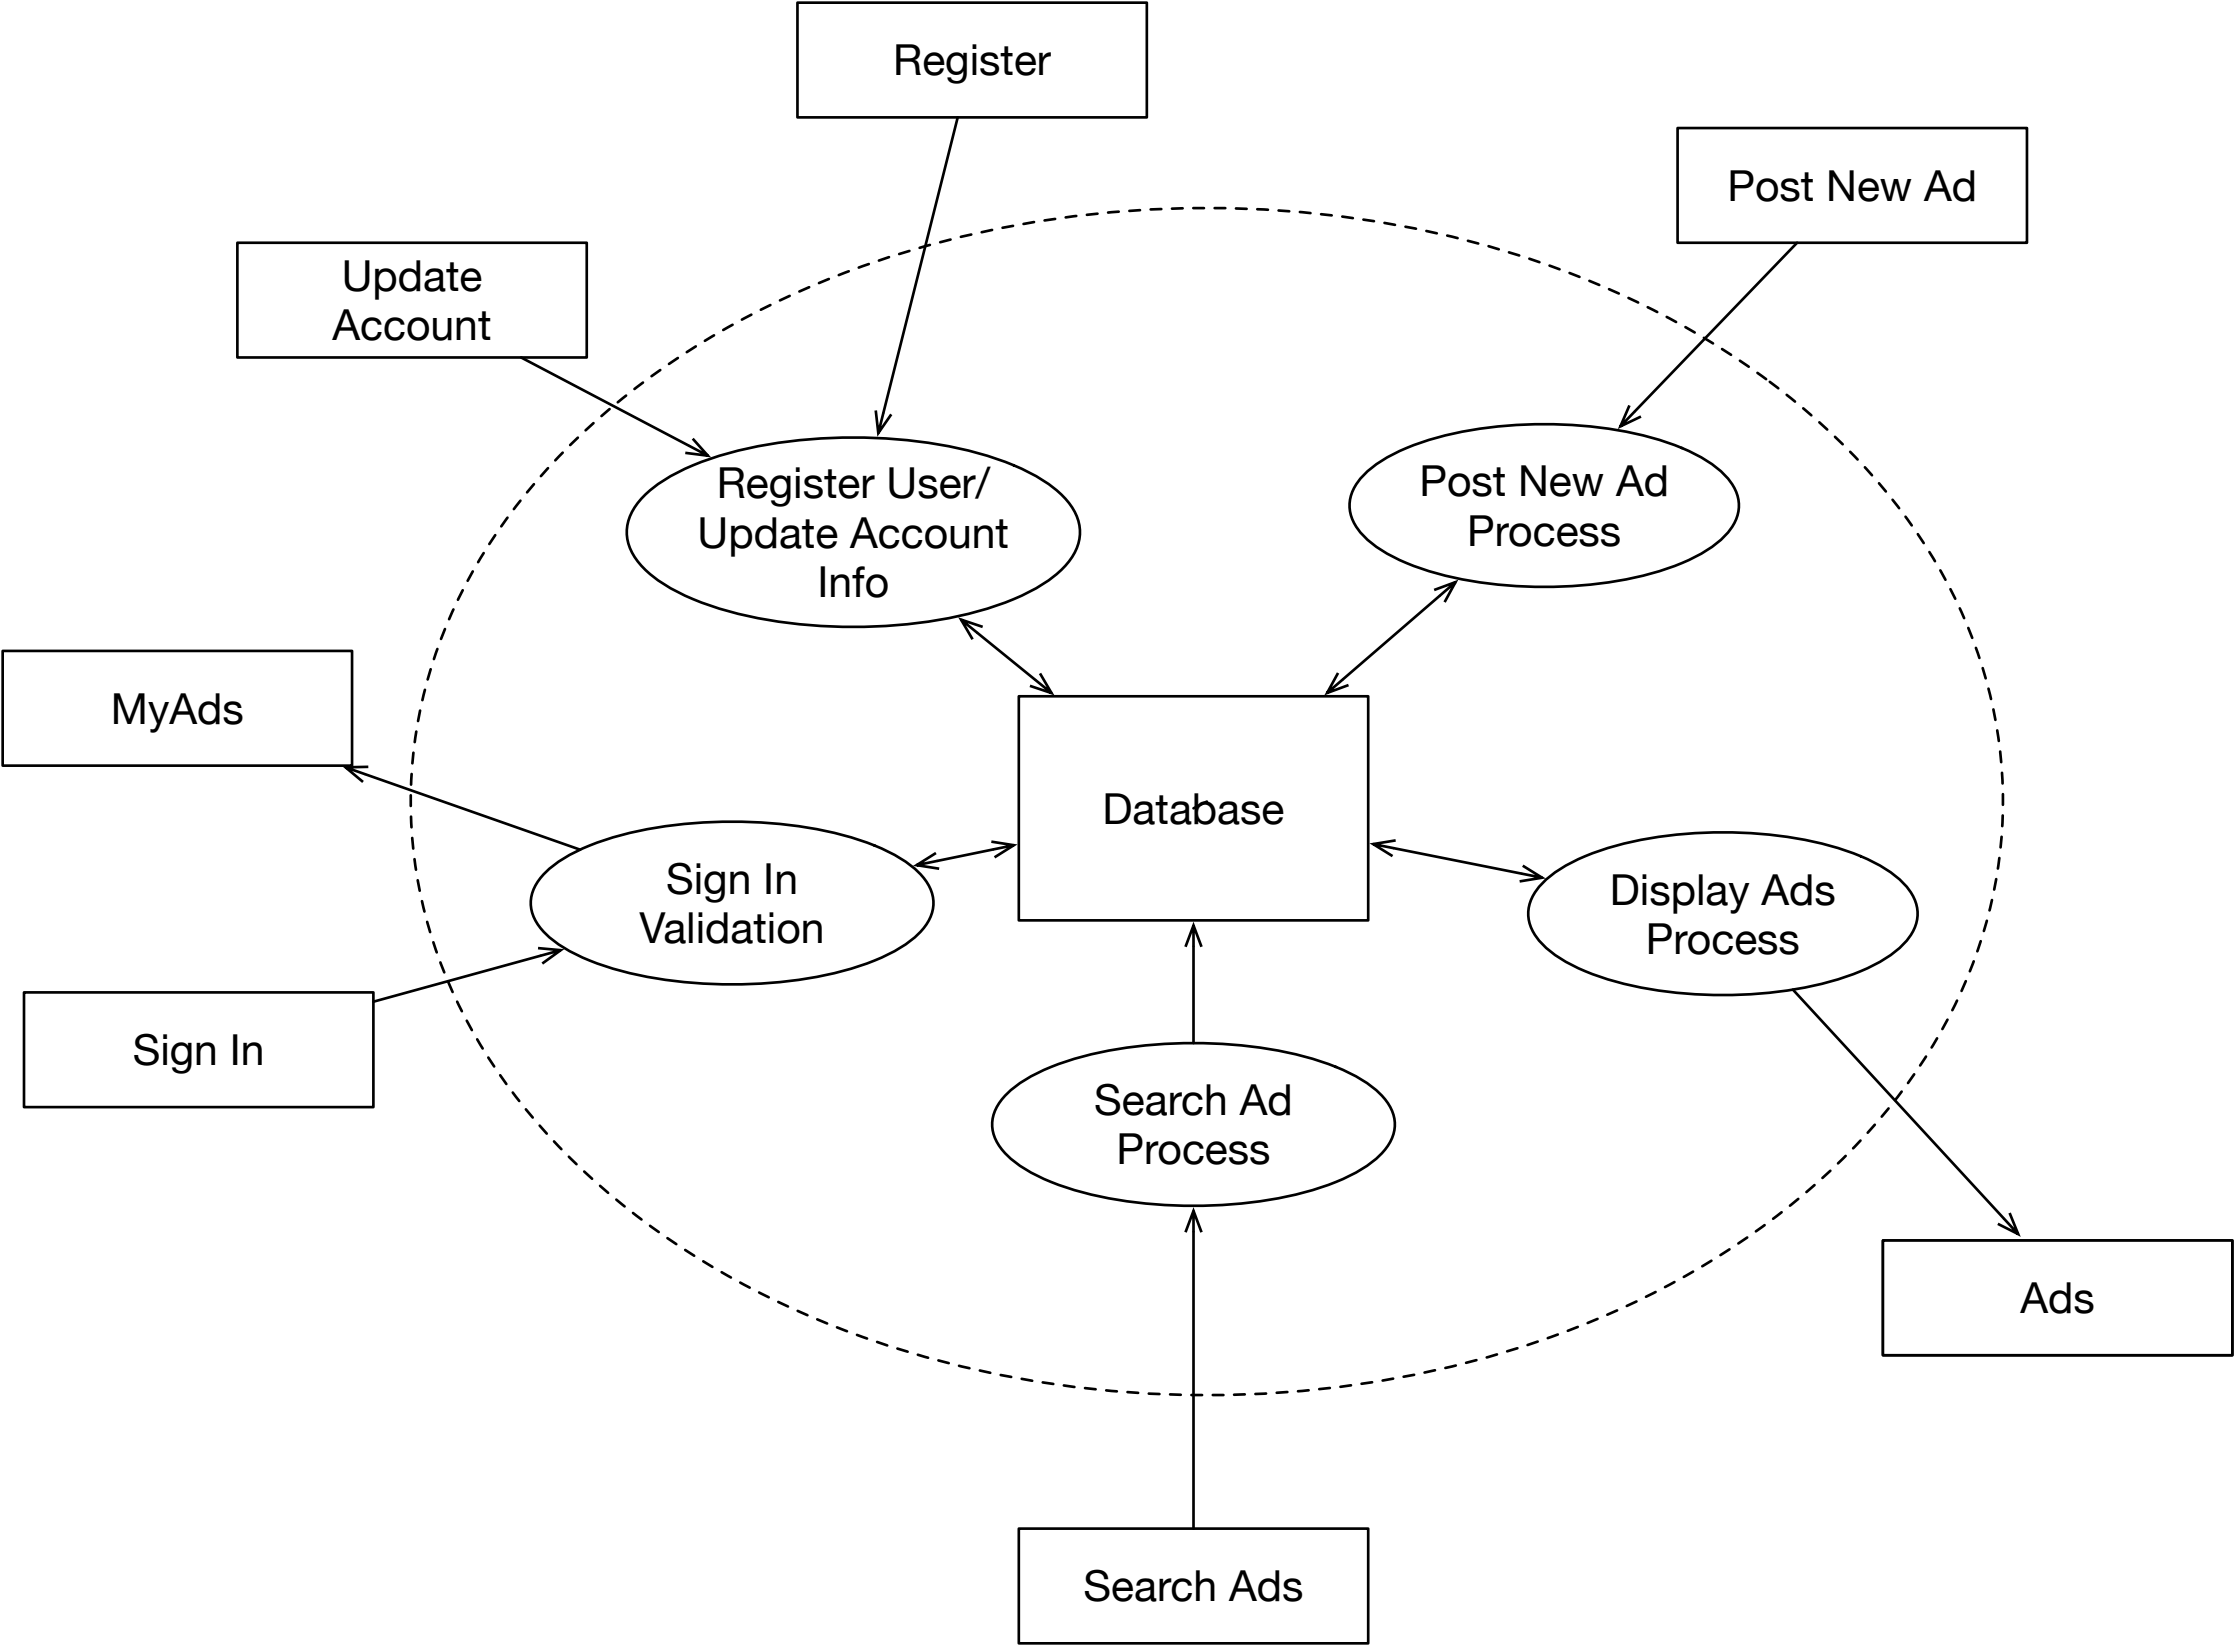 Register
Post New Ad
Update
Account
Register User/
Update Account
Info
Post New Ad
Process
MyAds
Database
Sign In
Validation
Display Ads
Process
Sign In
Search Ad
Process
Ads
Search Ads